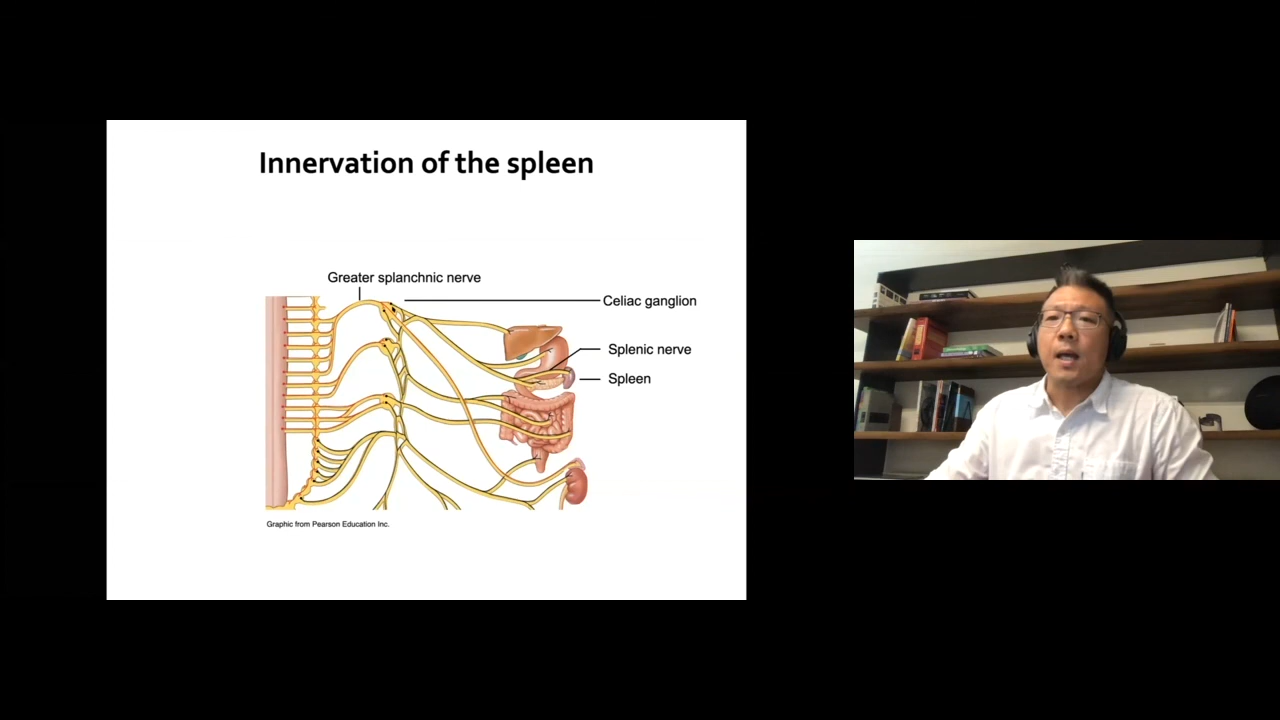 Innervation of the spleen
Greater splanchnic nerve
Celiac ganglion
Splenic nerve
Spleen
Graphic from Pearson Education Inc.